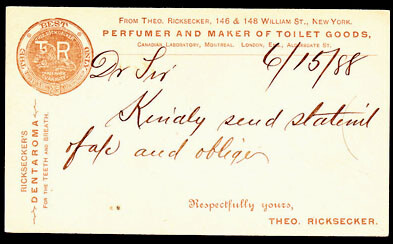 From Theo. Ricksecker, 146 & 148 William St., New York.
PERFUMER AND MAKER OF TOILET GOODS,
Canadian Laboratory, Montreal. London, Eng., Aldersgate St.
BEST
ONLY
T R
RICKSECKER'S
DENTAROMA
FOR THE TEETH AND BREATH.
Dr Sir 6/15/88
Kindly send statemt
of a/c and oblige
Respectfully yours,
THEO. RICKSECKER.